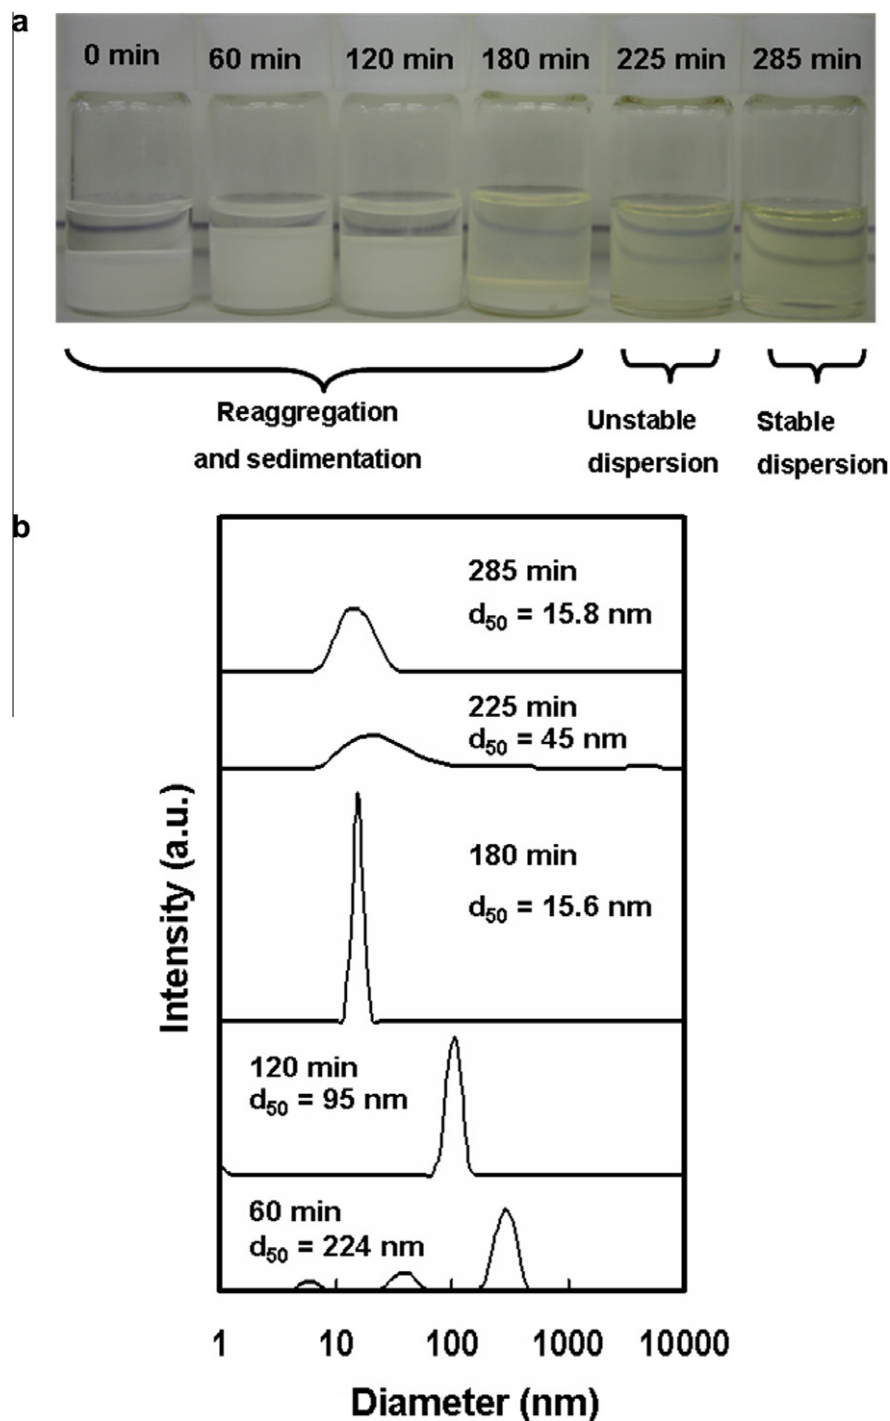 a
0 min 60 min 120 min 180 min 225 min 285 min
Reaggregation
and sedimentation
Unstable
dispersion
Stable
dispersion
b
285 min
d50 = 15.8 nm
225 min
d50 = 45 nm
180 min
d50 = 15.6 nm
120 min
d50 = 95 nm
60 min
d50 = 224 nm
Intensity (a.u.)
1 10 100 1000 10000
Diameter (nm)